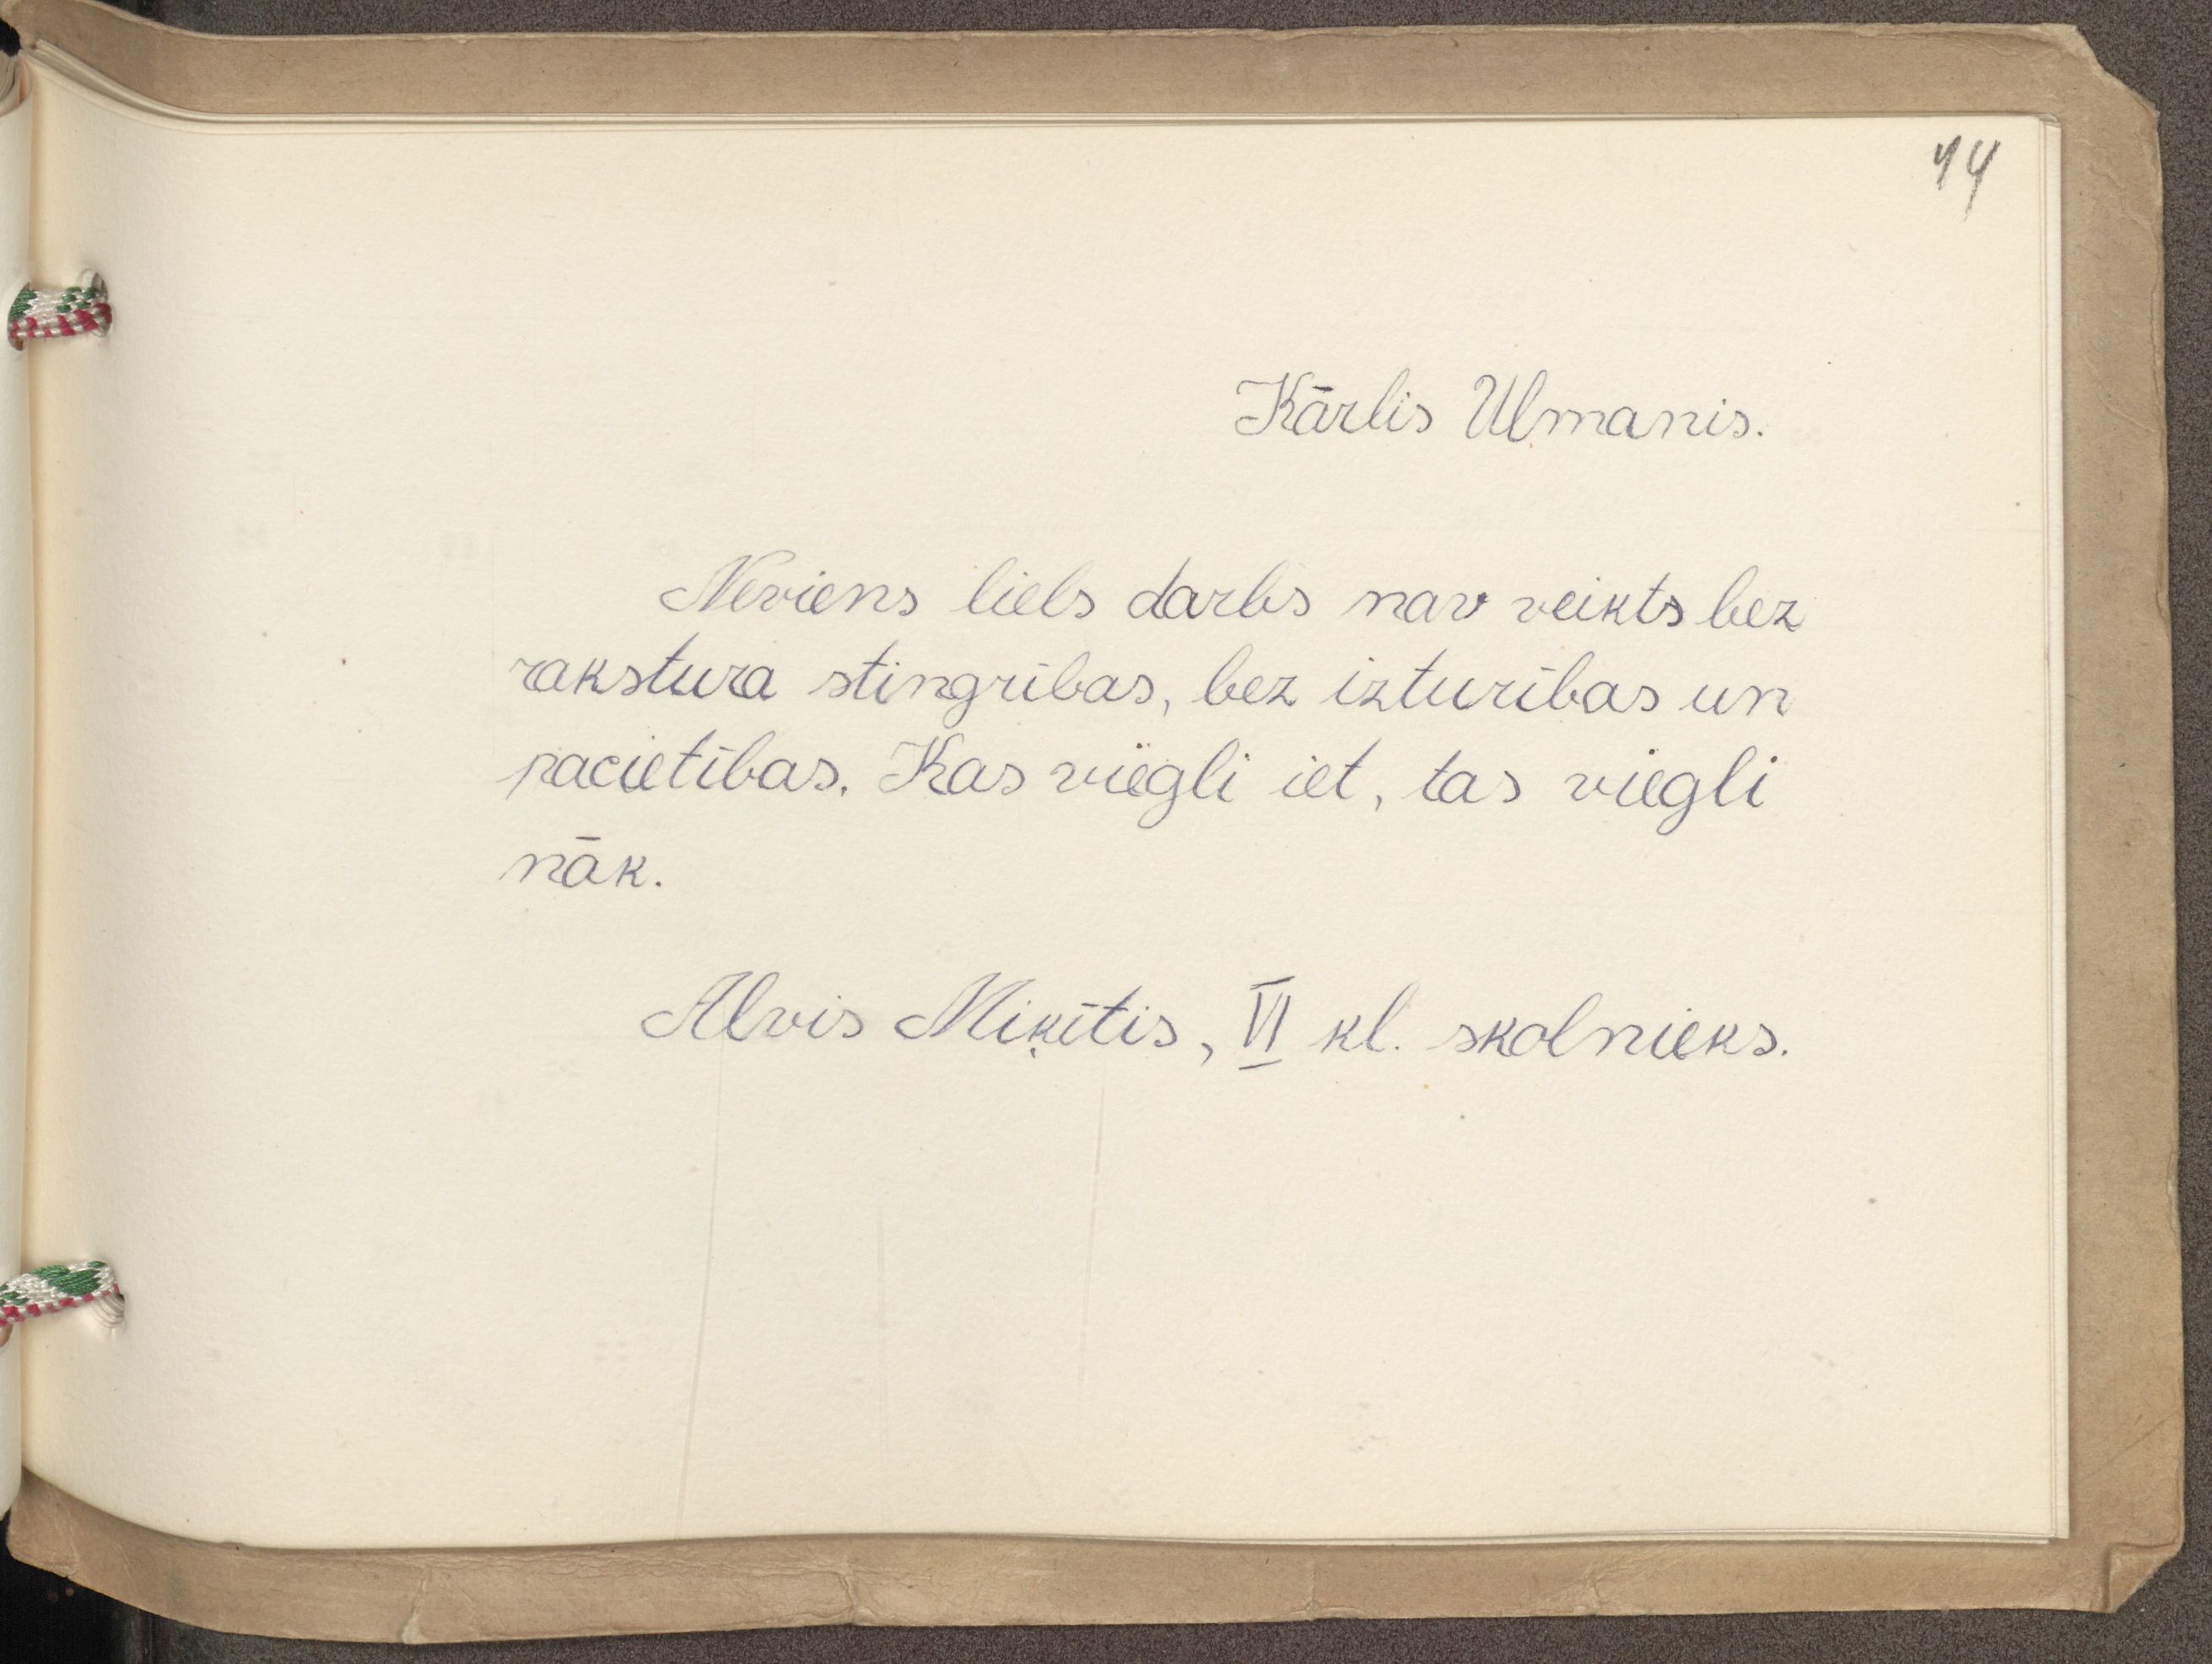 14
Kārlis Ulmanis.
Neviens liels darbs nav veikts bez
rakstura stingrības, bez izturības un
pacietības. Kas viegli iet, tas viegli
nāk.
Alvis Miķītis, VI kl. skolnieks.